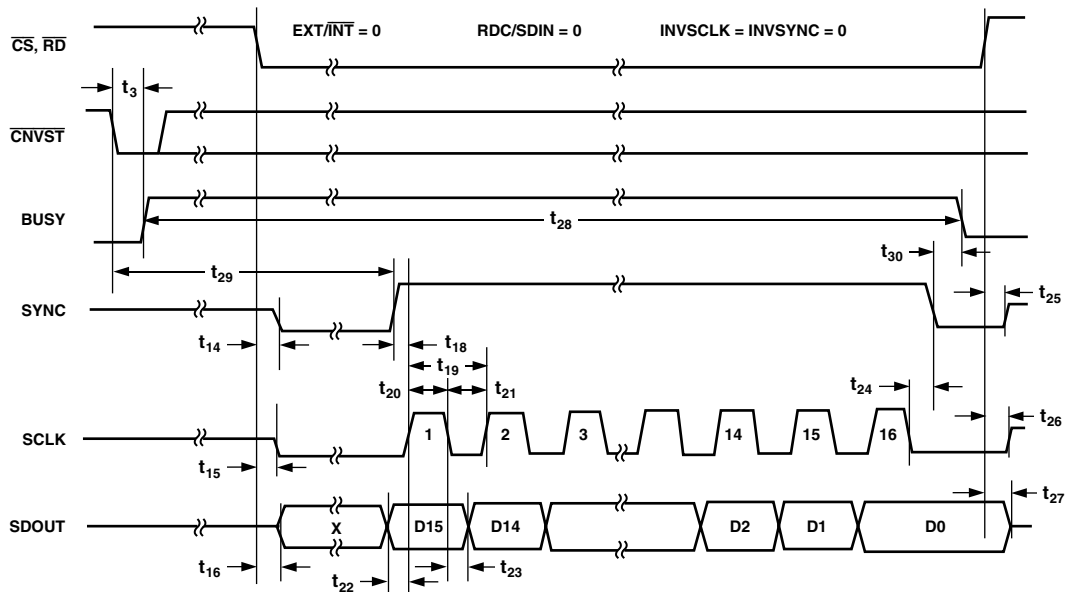 EXT/INT = 0 RDC/SDIN = 0 INVSCLK = INVSYNC = 0
CS, RD
t3
CNVST
BUSY
t28
t30
t29
t25
SYNC
t14
t18
t19
t20
t21
t24
t26
SCLK
1 2 3 14 15 16
t15
t27
SDOUT
X D15 D14 D2 D1 D0
t16
t22
t23